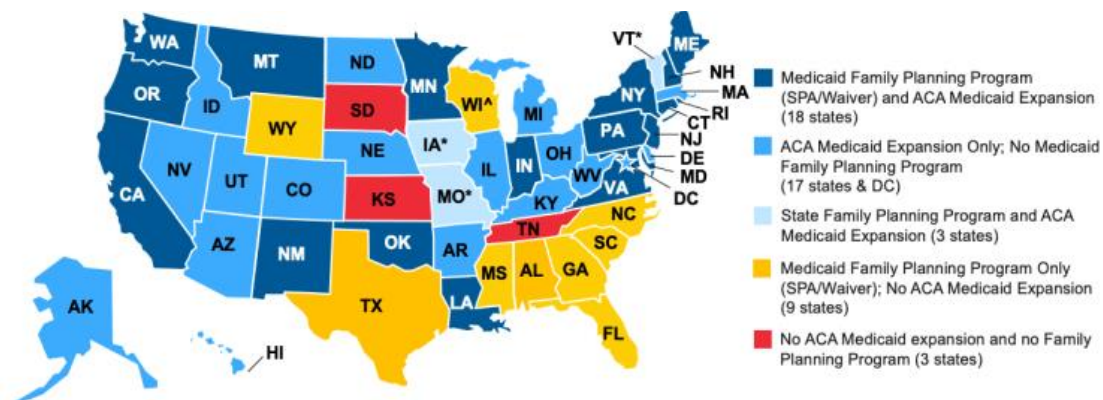 WA
MT
ND
MN
VT*
ME
OR
ID
WY
SD
WI^
MI
NY
NH
MA
RI
CT
NV
UT
CO
NE
IA*
IL
IN
OH
PA
NJ
DE
MD
DC
CA
KS
MO*
KY
WV
VA
AZ
NM
OK
AR
TN
NC
SC
TX
LA
MS
AL
GA
FL
AK
HI
Medicaid Family Planning Program
(SPA/Waiver) and ACA Medicaid Expansion
(18 states)
ACA Medicaid Expansion Only; No Medicaid
Family Planning Program
(17 states & DC)
State Family Planning Program and ACA
Medicaid Expansion (3 states)
Medicaid Family Planning Program Only
(SPA/Waiver); No ACA Medicaid Expansion
(9 states)
No ACA Medicaid expansion and no Family
Planning Program (3 states)